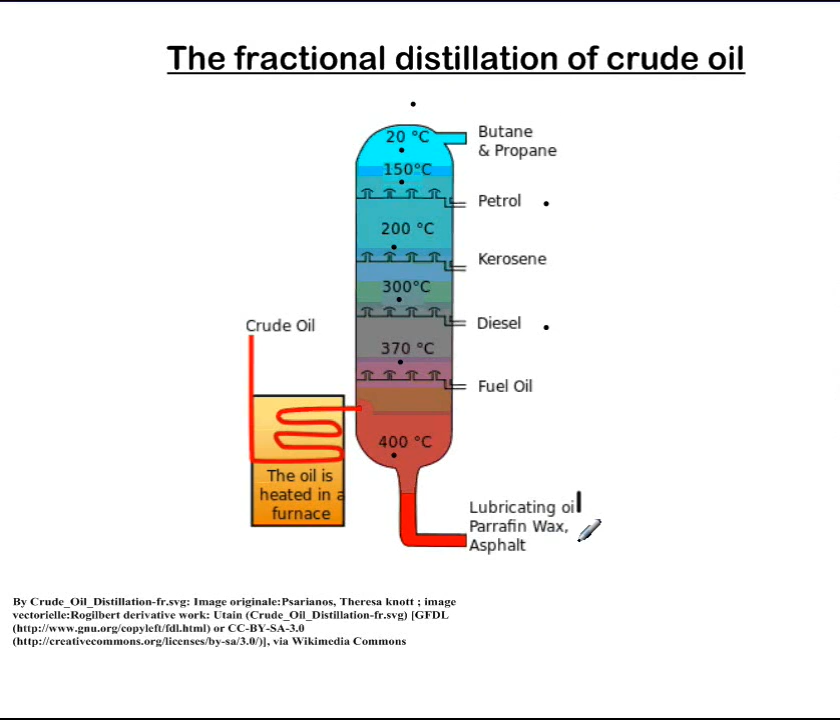 The fractional distillation of crude oil
20 °C
Butane
& Propane
150°C
Petrol
200 °C
Kerosene
300°C
Crude Oil
Diesel
370 °C
Fuel Oil
400 °C
The oil is
heated in a
furnace
Lubricating oil
Parrafin Wax,
Asphalt
By Crude_Oil_Distillation-fr.svg: Image originale:Psarianos, Theresa knott ; image
vectorielle:Rogilbert derivative work: Utain (Crude_Oil_Distillation-fr.svg) [GFDL
(http://www.gnu.org/copyleft/fdl.html) or CC-BY-SA-3.0
(http://creativecommons.org/licenses/by-sa/3.0/)], via Wikimedia Commons